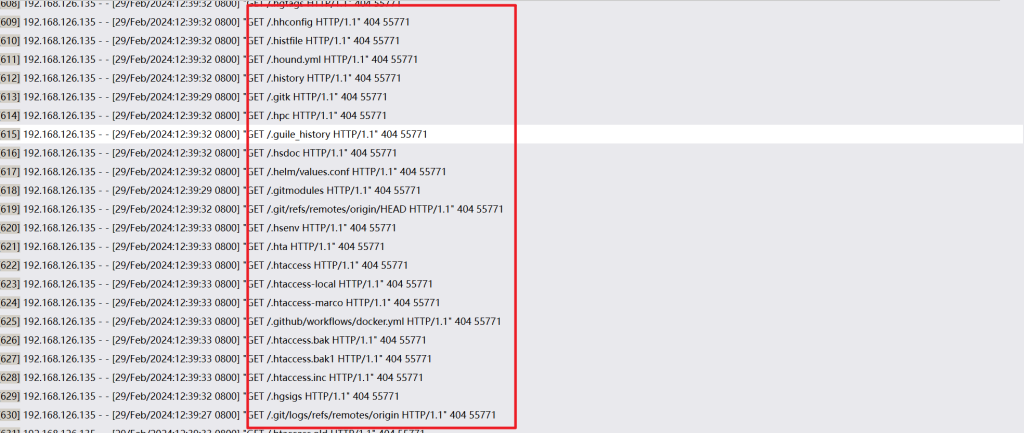 608] 192.168.126.135 - - [29/Feb/2024:12:39:32 0800] "GET /.hgtags HTTP/1.1" 404 55771
[609] 192.168.126.135 - - [29/Feb/2024:12:39:32 0800] "GET /.hhconfig HTTP/1.1" 404 55771
[610] 192.168.126.135 - - [29/Feb/2024:12:39:32 0800] "GET /.histfile HTTP/1.1" 404 55771
[611] 192.168.126.135 - - [29/Feb/2024:12:39:32 0800] "GET /.hound.yml HTTP/1.1" 404 55771
[612] 192.168.126.135 - - [29/Feb/2024:12:39:32 0800] "GET /.history HTTP/1.1" 404 55771
[613] 192.168.126.135 - - [29/Feb/2024:12:39:29 0800] "GET /.gitk HTTP/1.1" 404 55771
[614] 192.168.126.135 - - [29/Feb/2024:12:39:32 0800] "GET /.hpc HTTP/1.1" 404 55771
[615] 192.168.126.135 - - [29/Feb/2024:12:39:32 0800] "GET /.guile_history HTTP/1.1" 404 55771
[616] 192.168.126.135 - - [29/Feb/2024:12:39:32 0800] "GET /.hsdoc HTTP/1.1" 404 55771
[617] 192.168.126.135 - - [29/Feb/2024:12:39:32 0800] "GET /.helm/values.conf HTTP/1.1" 404 55771
[618] 192.168.126.135 - - [29/Feb/2024:12:39:29 0800] "GET /.gitmodules HTTP/1.1" 404 55771
[619] 192.168.126.135 - - [29/Feb/2024:12:39:32 0800] "GET /.git/refs/remotes/origin/HEAD HTTP/1.1" 404 55771
[620] 192.168.126.135 - - [29/Feb/2024:12:39:33 0800] "GET /.hsenv HTTP/1.1" 404 55771
[621] 192.168.126.135 - - [29/Feb/2024:12:39:33 0800] "GET /.hta HTTP/1.1" 404 55771
[622] 192.168.126.135 - - [29/Feb/2024:12:39:33 0800] "GET /.htaccess HTTP/1.1" 404 55771
[623] 192.168.126.135 - - [29/Feb/2024:12:39:33 0800] "GET /.htaccess-local HTTP/1.1" 404 55771
[624] 192.168.126.135 - - [29/Feb/2024:12:39:33 0800] "GET /.htaccess-marco HTTP/1.1" 404 55771
[625] 192.168.126.135 - - [29/Feb/2024:12:39:33 0800] "GET /.github/workflows/docker.yml HTTP/1.1" 404 55771
[626] 192.168.126.135 - - [29/Feb/2024:12:39:33 0800] "GET /.htaccess.bak HTTP/1.1" 404 55771
[627] 192.168.126.135 - - [29/Feb/2024:12:39:33 0800] "GET /.htaccess.bak1 HTTP/1.1" 404 55771
[628] 192.168.126.135 - - [29/Feb/2024:12:39:33 0800] "GET /.htaccess.inc HTTP/1.1" 404 55771
[629] 192.168.126.135 - - [29/Feb/2024:12:39:32 0800] "GET /.hgsigs HTTP/1.1" 404 55771
[630] 192.168.126.135 - - [29/Feb/2024:12:39:27 0800] "GET /.git/logs/refs/remotes/origin HTTP/1.1" 404 55771